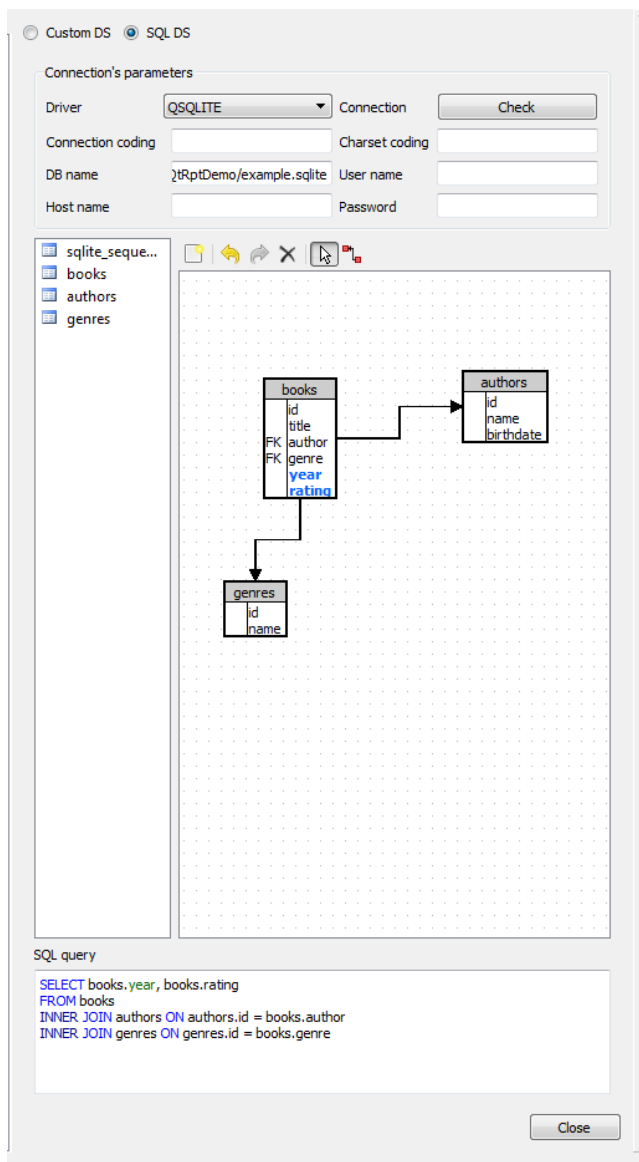 Custom DS SQL DS
Connection's parameters
Driver QSQLITE Connection Check
Connection coding Charset coding
DB name QtRptDemo/example.sqlite User name
Host name Password
sqlite_seque...
books
authors
genres
books
id
title
FK author
FK genre
year
rating
authors
id
name
birthdate
genres
id
name
SQL query
SELECT books.year, books.rating
FROM books
INNER JOIN authors ON authors.id = books.author
INNER JOIN genres ON genres.id = books.genre
Close